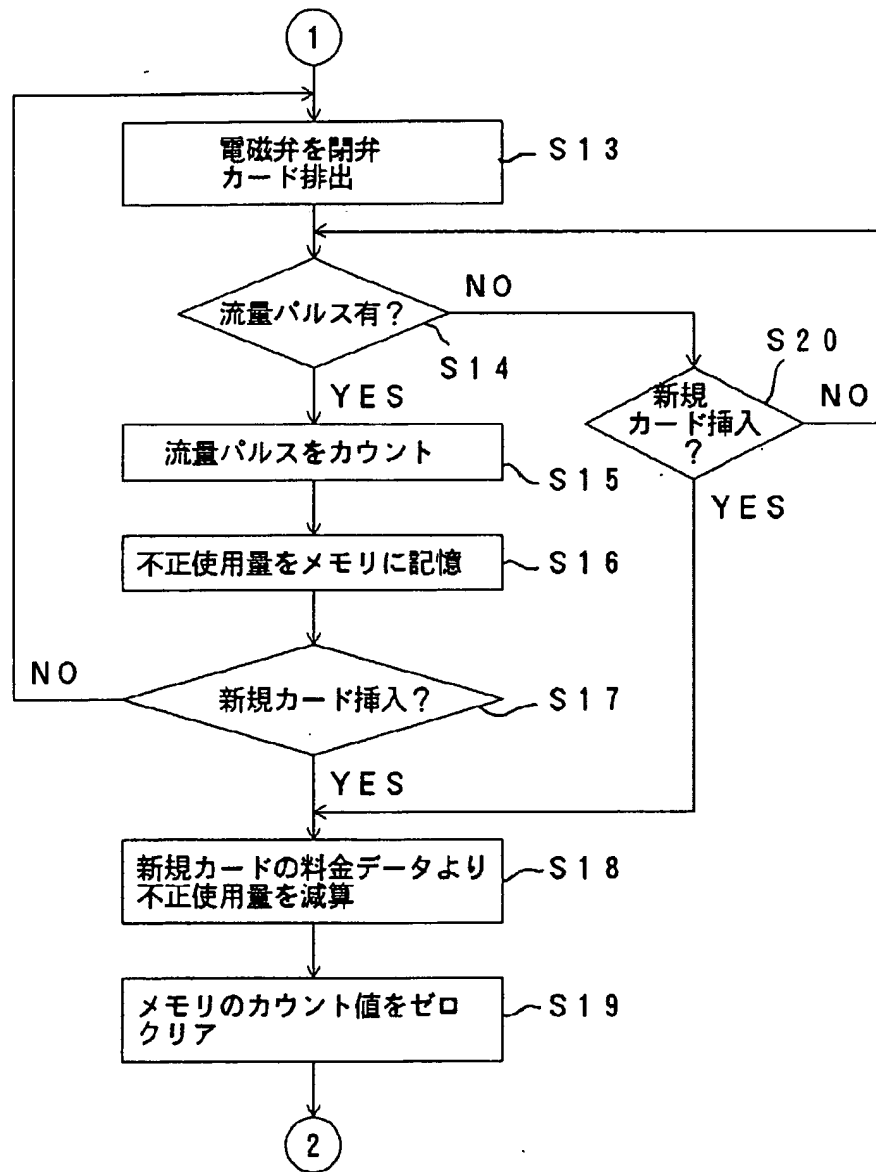 1
電磁弁を閉弁
カード排出
S13
流量パルス有?
NO
S14
YES
S20
新規
カード挿入
?
NO
YES
流量パルスをカウント
S15
不正使用量をメモリに記憶
S16
NO
新規カード挿入?
S17
YES
新規カードの料金データより
不正使用量を減算
S18
メモリのカウント値をゼロ
クリア
S19
2